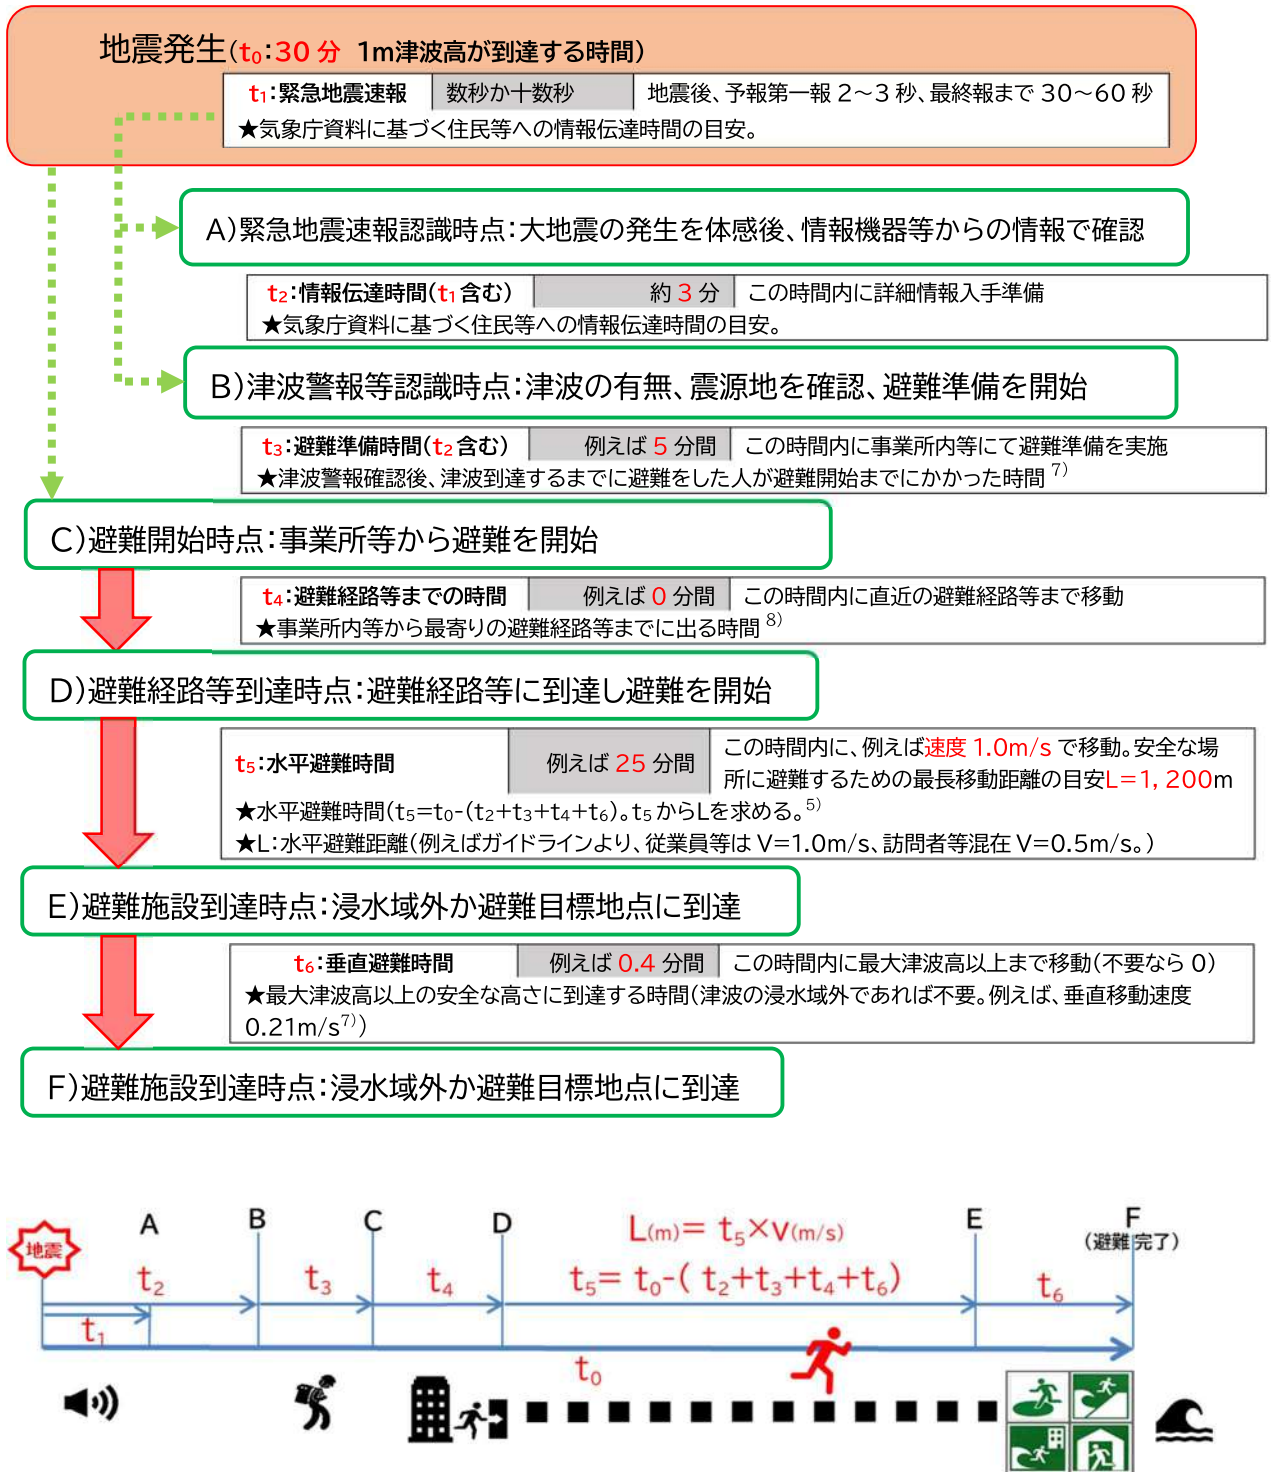 地震発生(t₀:30 分 1m津波高が到達する時間)
t₁:緊急地震速報 数秒か十数秒 地震後、予報第一報 2～3 秒、最終報まで 30～60 秒
★気象庁資料に基づく住民等への情報伝達時間の目安。
A)緊急地震速報認識時点:大地震の発生を体感後、情報機器等からの情報で確認
t₂:情報伝達時間(t₁ 含む) 約 3 分 この時間内に詳細情報入手準備
★気象庁資料に基づく住民等への情報伝達時間の目安。
B)津波警報等認識時点:津波の有無、震源地を確認、避難準備を開始
t₃:避難準備時間(t₂ 含む) 例えば 5 分間 この時間内に事業所内等にて避難準備を実施
★津波警報確認後、津波到達するまでに避難をした人が避難開始までにかかった時間 7)
C)避難開始時点:事業所等から避難を開始
t₄:避難経路等までの時間 例えば 0 分間 この時間内に直近の避難経路等まで移動
★事業所内等から最寄りの避難経路等までに出る時間 8)
D)避難経路等到達時点:避難経路等に到達し避難を開始
t₅:水平避難時間 例えば 25 分間 この時間内に、例えば速度 1.0m/s で移動。安全な場
所に避難するための最長移動距離の目安L=1,200m
★水平避難時間(t₅=t₀-(t₂+t₃+t₄+t₆)。t₅ からLを求める。5)
★L:水平避難距離(例えばガイドラインより、従業員等は V=1.0m/s、訪問者等混在 V=0.5m/s。)
E)避難施設到達時点:浸水域外か避難目標地点に到達
t₆:垂直避難時間 例えば 0.4 分間 この時間内に最大津波高以上まで移動(不要なら 0)
★最大津波高以上の安全な高さに到達する時間(津波の浸水域外であれば不要。例えば、垂直移動速度
0.21m/s7))
F)避難施設到達時点:浸水域外か避難目標地点に到達
A B C D L(m)= t₅×v(m/s) E F
(避難完了)
地震
t₂ t₃ t₄ t₅= t₀-( t₂+t₃+t₄+t₆) t₆
t₁
t₀